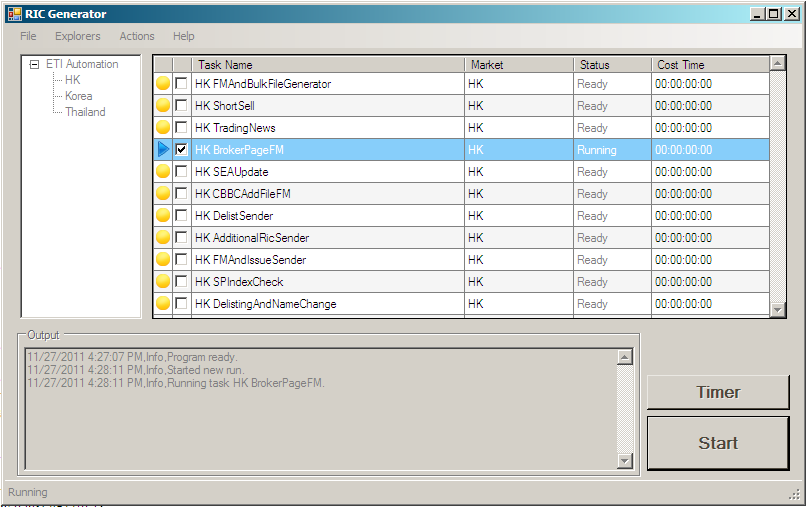 RIC Generator
File Explorers Actions Help
ETI Automation
HK
Korea
Thailand
Task Name Market Status Cost Time
HK FMAndBulkFileGenerator HK Ready 00:00:00:00
HK ShortSell HK Ready 00:00:00:00
HK TradingNews HK Ready 00:00:00:00
HK BrokerPageFM HK Running 00:00:00:00
HK SEAUpdate HK Ready 00:00:00:00
HK CBBCAddFileFM HK Ready 00:00:00:00
HK DelistSender HK Ready 00:00:00:00
HK AdditionalRicSender HK Ready 00:00:00:00
HK FMAndIssueSender HK Ready 00:00:00:00
HK SPIndexCheck HK Ready 00:00:00:00
HK DelistingAndNameChange HK Ready 00:00:00:00
Output
11/27/2011 4:27:07 PM,Info,Program ready.
11/27/2011 4:28:11 PM,Info,Started new run.
11/27/2011 4:28:11 PM,Info,Running task HK BrokerPageFM.
Timer
Start
Running